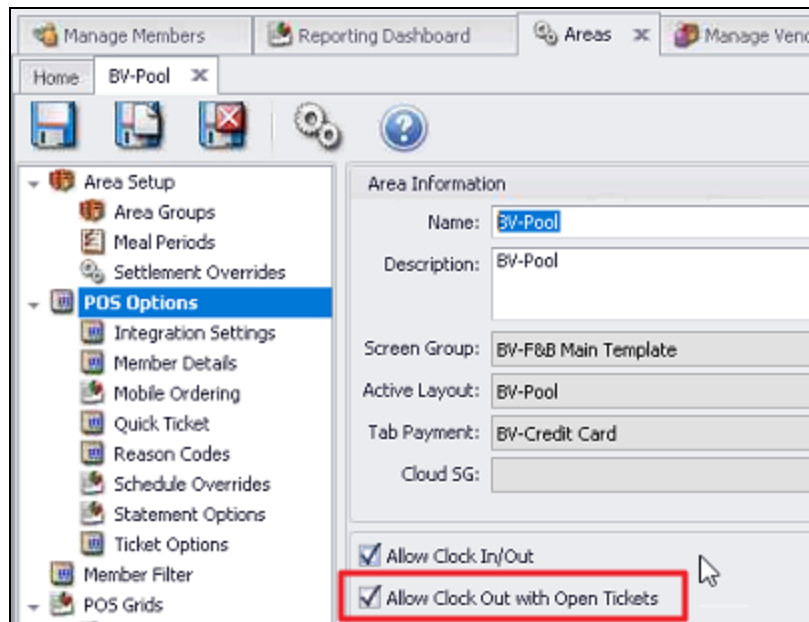 Manage Members
Reporting Dashboard
Areas
Manage
Home
BV-Pool
Area Setup
Area Groups
Meal Periods
Settlement Overrides
POS Options
Integration Settings
Member Details
Mobile Ordering
Quick Ticket
Reason Codes
Schedule Overrides
Statement Options
Ticket Options
Member Filter
POS Grids
Area Information
Name: BV-Pool
Description: BV-Pool
Screen Group: BV-F&B Main Template
Active Layout: BV-Pool
Tab Payment: BV-Credit Card
Cloud SG:
Allow Clock In/Out
Allow Clock Out with Open Tickets